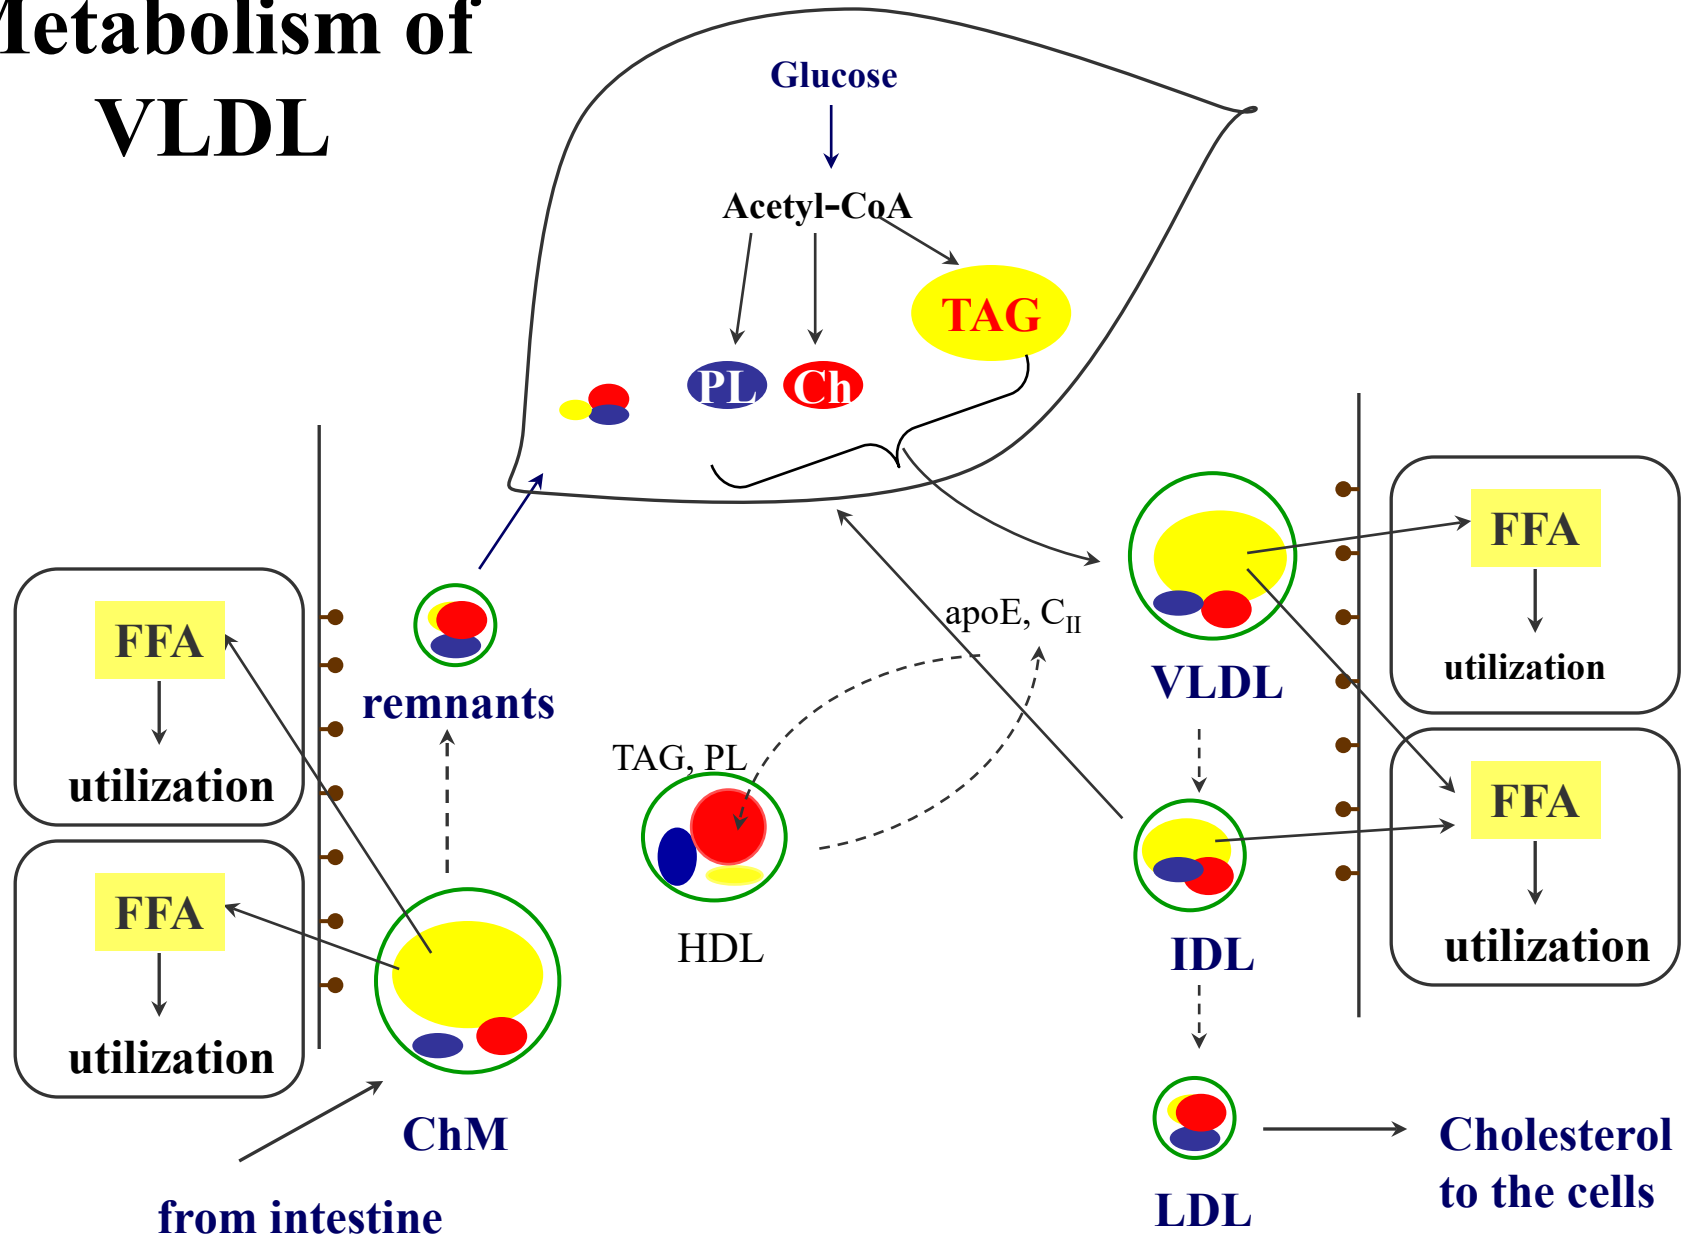 Metabolism of
VLDL
Glucose
Acetyl-CoA
TAG
PL
Ch
FFA
utilization
FFA
utilization
remnants
ChM
from intestine
apoE, CII
TAG, PL
HDL
VLDL
IDL
LDL
FFA
utilization
FFA
utilization
Cholesterol
to the cells